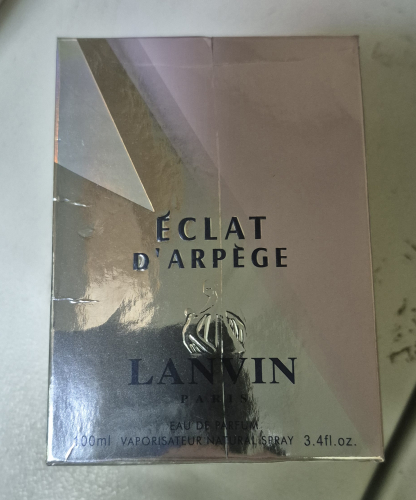 ÉCLAT
D'ARPÈGE
LANVIN
PARIS
EAU DE PARFUM
100ml VAPORISATEUR NATURAL SPRAY 3.4fl.oz.